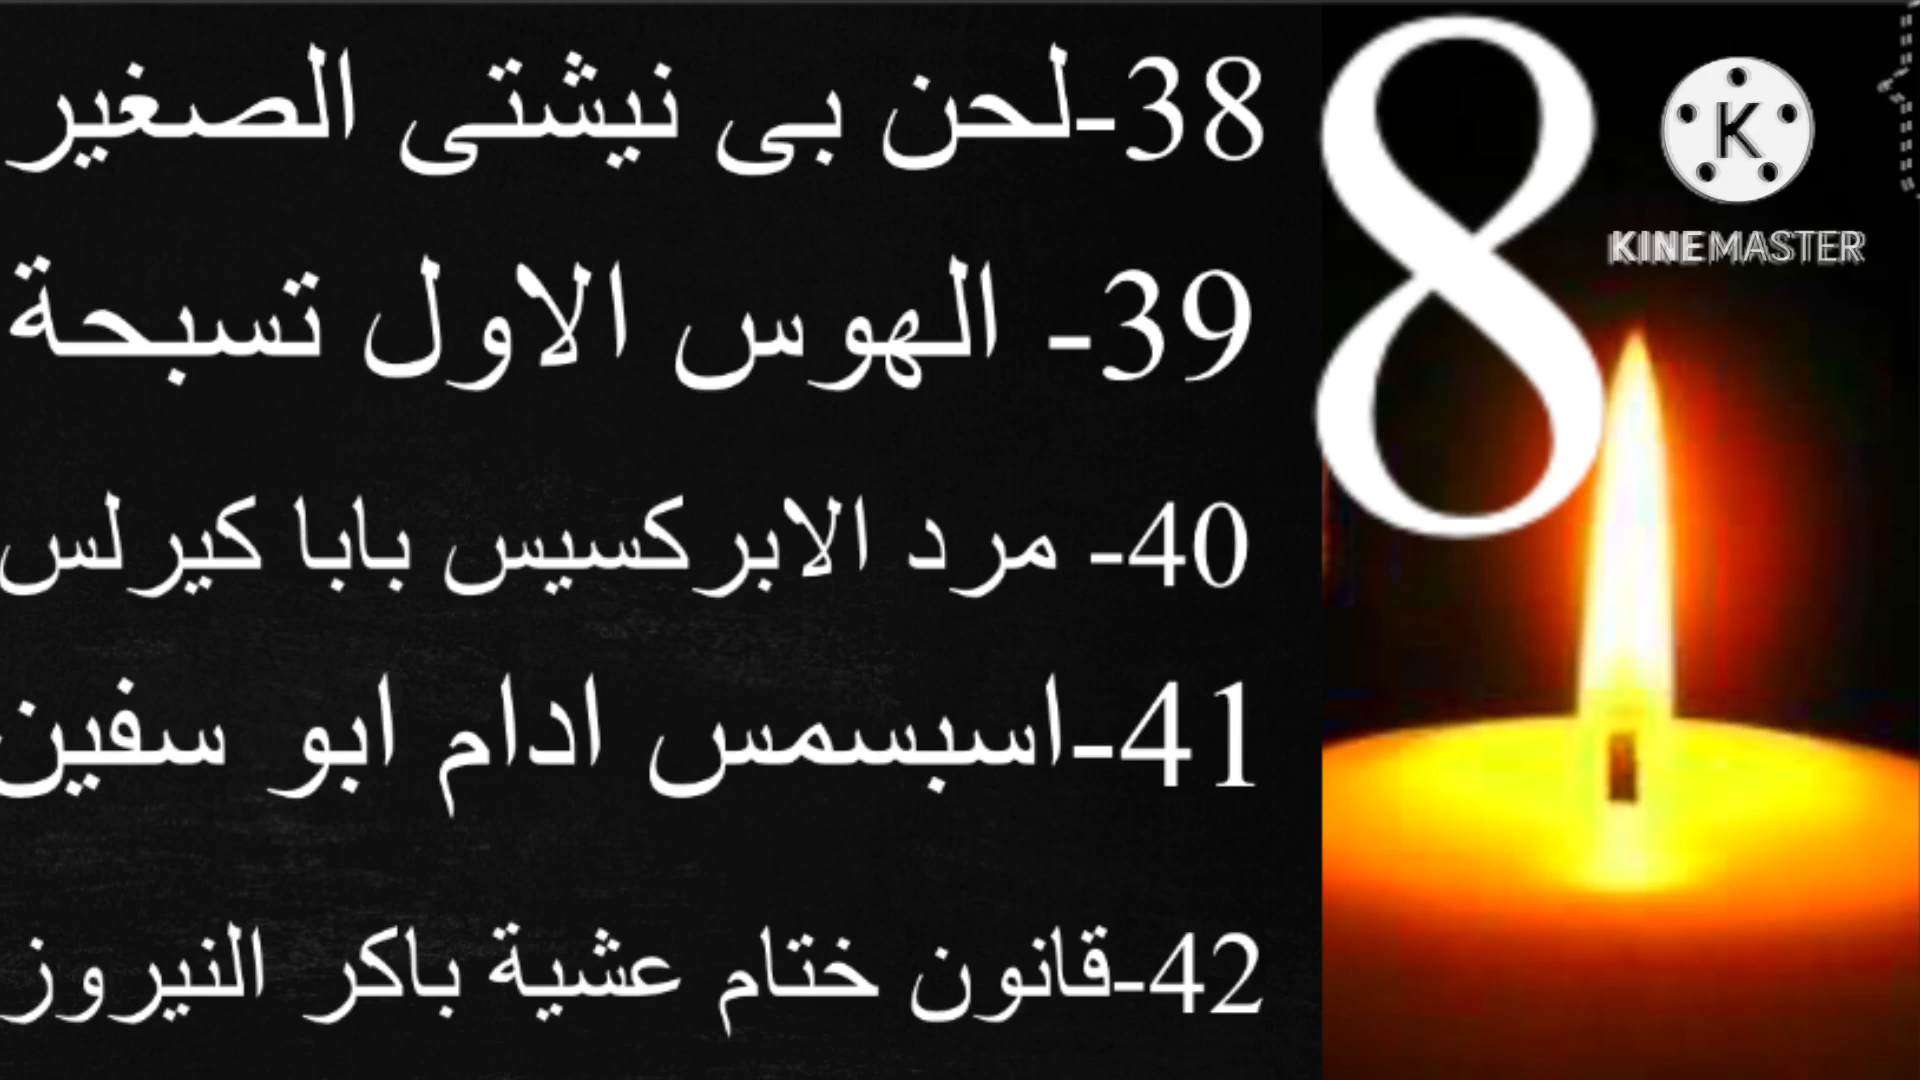 38-لحن بى نيشتى الصغير
39- الهوس الاول تسبحة
40- مرد الابركسيس بابا كيرلس
41-اسبسمس ادام ابو سفين
42-قانون ختام عشية باكر النيروز
8
K
KINEMASTER